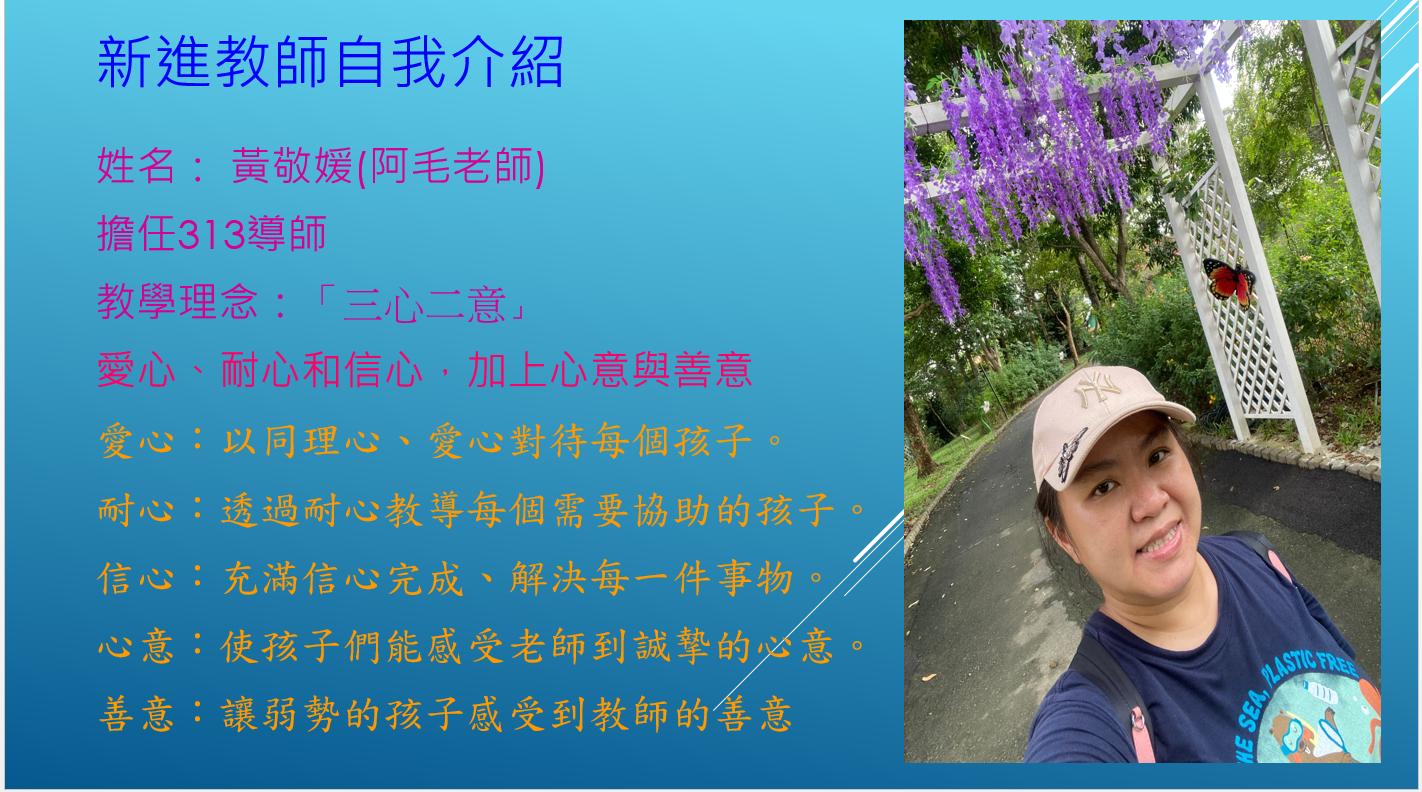 新進教師自我介紹
姓名： 黃敬媛(阿毛老師)
擔任313導師
教學理念：「三心二意」
愛心、耐心和信心，加上心意與善意
愛心：以同理心、愛心對待每個孩子。
耐心：透過耐心教導每個需要協助的孩子。
信心：充滿信心完成、解決每一件事物。
心意：使孩子們能感受老師到誠摯的心意。
善意：讓弱勢的孩子感受到教師的善意
NY
HE SEA, PLASTIC FREE